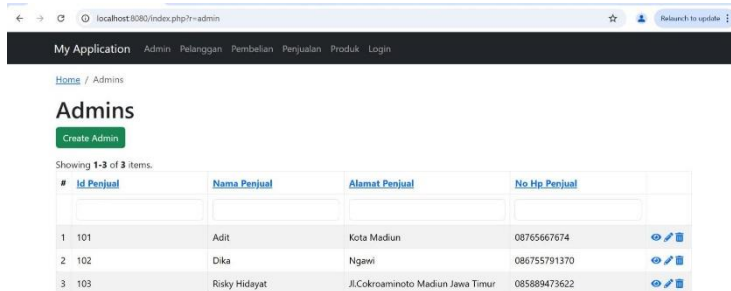 localhost:8080/index.php?r=admin Relaunch to update
My Application Admin Pelanggan Pembelian Penjualan Produk Login
Home / Admins
Admins
Create Admin
Showing 1-3 of 3 items.
# Id Penjual Nama Penjual Alamat Penjual No Hp Penjual
1 101 Adit Kota Madiun 08765667674
2 102 Dika Ngawi 086755791370
3 103 Risky Hidayat Jl.Cokroaminoto Madiun Jawa Timur 085889473622